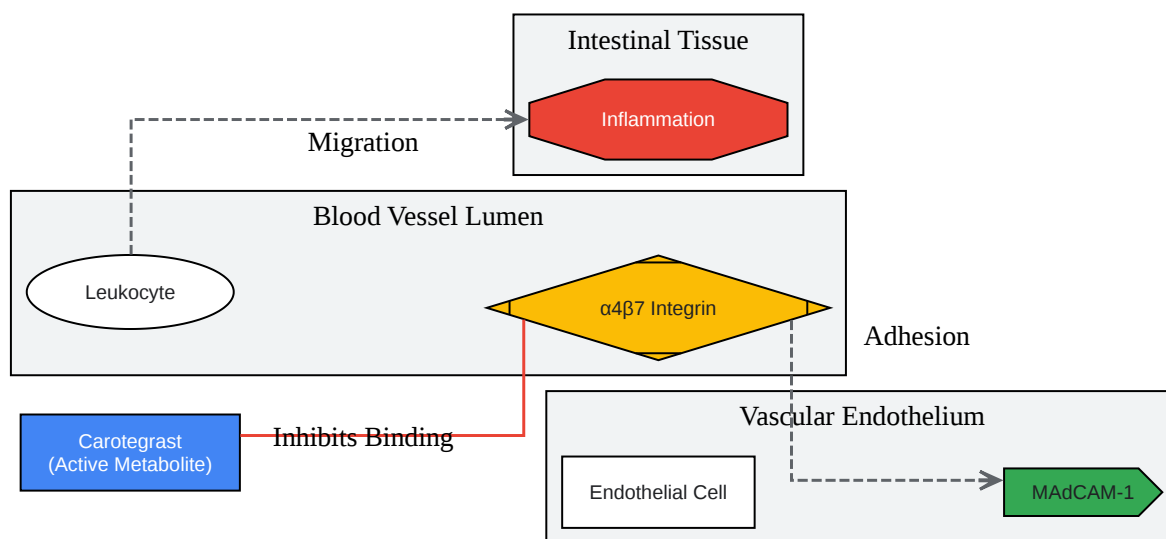 Intestinal Tissue
Inflammation
Migration
Blood Vessel Lumen
Leukocyte
α4β7 Integrin
Adhesion
Carotegrast
(Active Metabolite)
Inhibits Binding
Vascular Endothelium
Endothelial Cell
MAdCAM-1